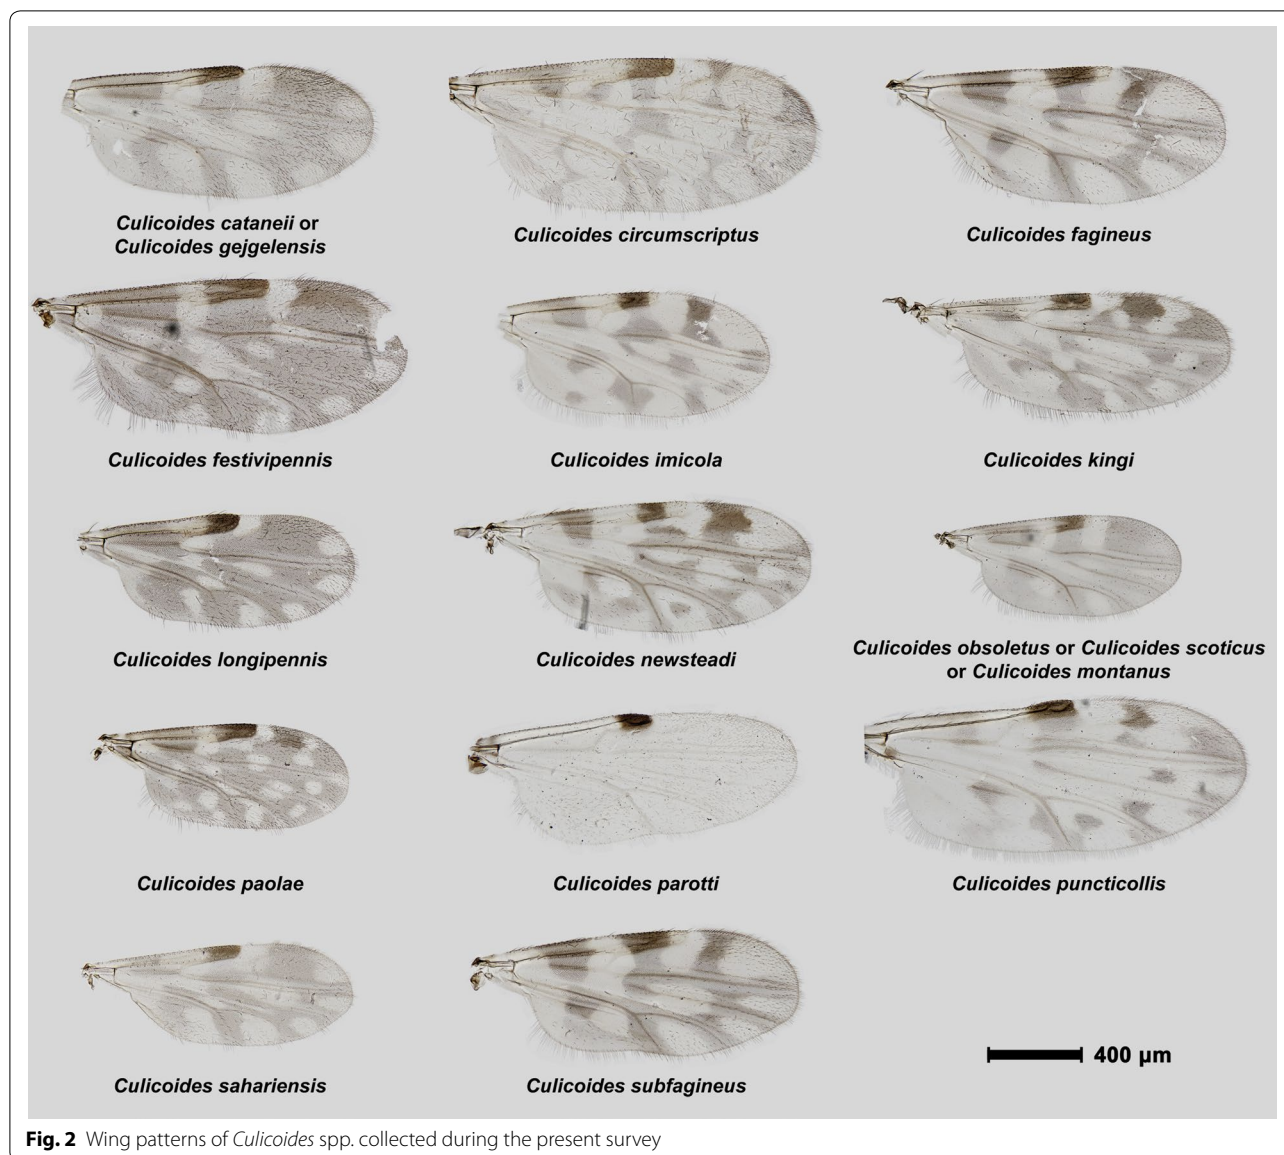 Culicoides cataneii or
Culicoides gejgelensis
Culicoides circumscriptus
Culicoides fagineus
Culicoides festivipennis
Culicoides imicola
Culicoides kingi
Culicoides longipennis
Culicoides newsteadi
Culicoides obsoletus or Culicoides scoticus
or Culicoides montanus
Culicoides paolae
Culicoides parotti
Culicoides puncticollis
Culicoides sahariensis
Culicoides subfagineus
400 µm
Fig. 2 Wing patterns of Culicoides spp. collected during the present survey